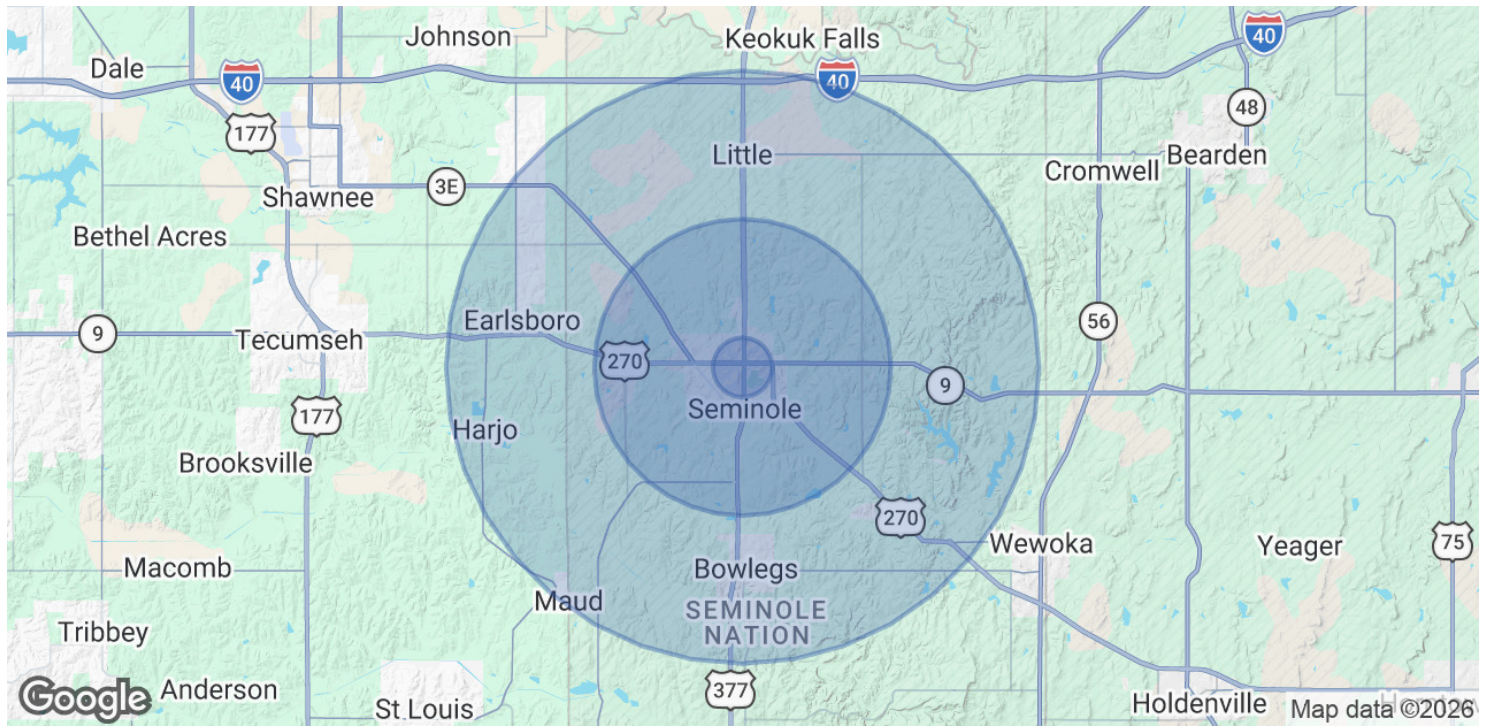 Johnson
Keokuk Falls
40
Dale
40
40
48
177
Little
Bearden
Cromwell
3E
Shawnee
Bethel Acres
Earlsboro
56
9
Tecumseh
270
9
177
Seminole
Harjo
Brooksville
270
Wewoka
Yeager
75
Macomb
Bowlegs
Maud
SEMINOLE
NATION
Tribbey
Google
Anderson
377
St Louis
Holdenville
Map data ©2026